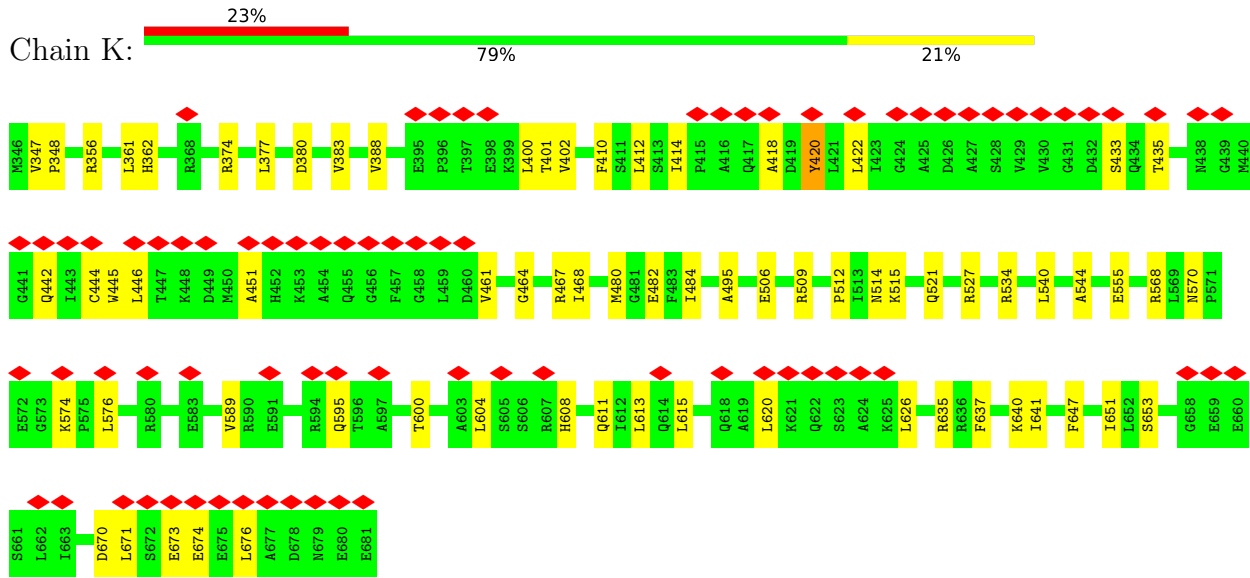 23%
Chain K:
79%
21%
M346 V347 P348 R356 L361 H362 R368 R374 L377 D380 V383 V388 E395 P396 T397 E398 K399 L400 T401 V402 F410 S411 L412 S413 I414 P415 A416 Q417 A418 D419 Y420 L421 L422 I423 G424 A425 D426 A427 S428 V429 V430 G431 D432 S433 Q434 T435 N438 G439 M440
G441 Q442 I443 C444 W445 L446 T447 K448 D449 M450 A451 H452 K453 A454 Q455 G456 F457 G458 L459 D460 V461 G464 R467 I468 M480 G481 E482 F483 I484 A495 E506 R509 P512 I513 N514 K515 Q521 R527 R534 L540 A544 E555 R568 L569 N570 P571
E572 G573 K574 P575 L576 R580 E583 V589 R590 E591 R594 Q595 T596 A597 T600 A603 L604 S605 S606 R607 H608 Q611 I612 L613 Q614 L615 Q618 A619 L620 K621 Q622 S623 A624 K625 L626 R635 R636 F637 K640 I641 F647 I651 L652 S653 G658 E659 E660
S661 L662 I663 D670 L671 S672 E673 E674 E675 L676 A677 D678 N679 E680 E681